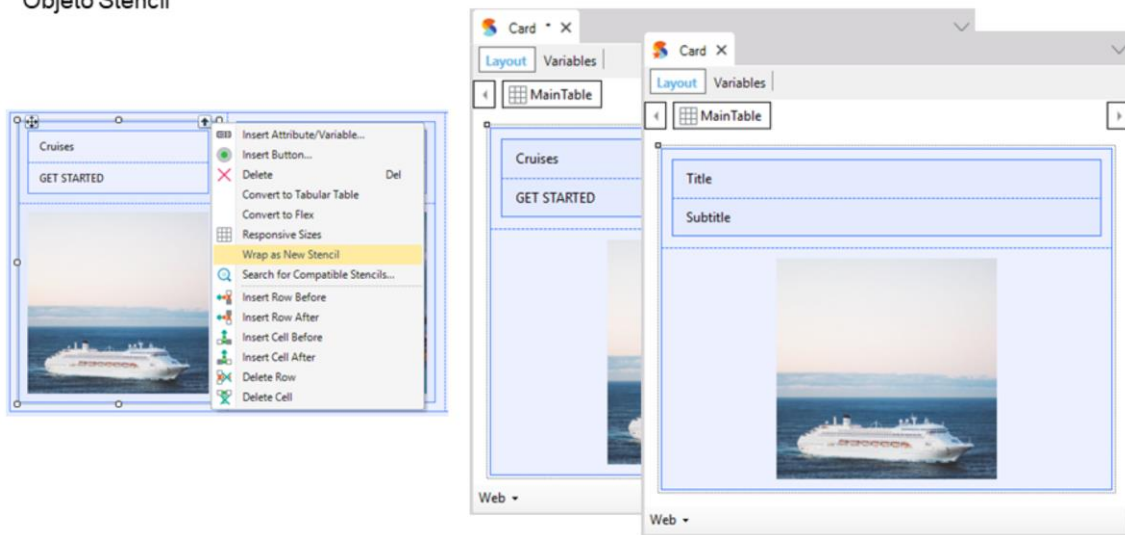 Objeto Stencil
Cruises
GET STARTED
Insert Attribute/Variable...
Insert Button...
Delete Del
Convert to Tabular Table
Convert to Flex
Responsive Sizes
Wrap as New Stencil
Search for Compatible Stencils...
Insert Row Before
Insert Row After
Insert Cell Before
Insert Cell After
Delete Row
Delete Cell
Card * X
Layout Variables
MainTable
Cruises
GET STARTED
Web
Card X
Layout Variables
MainTable
Title
Subtitle
Web